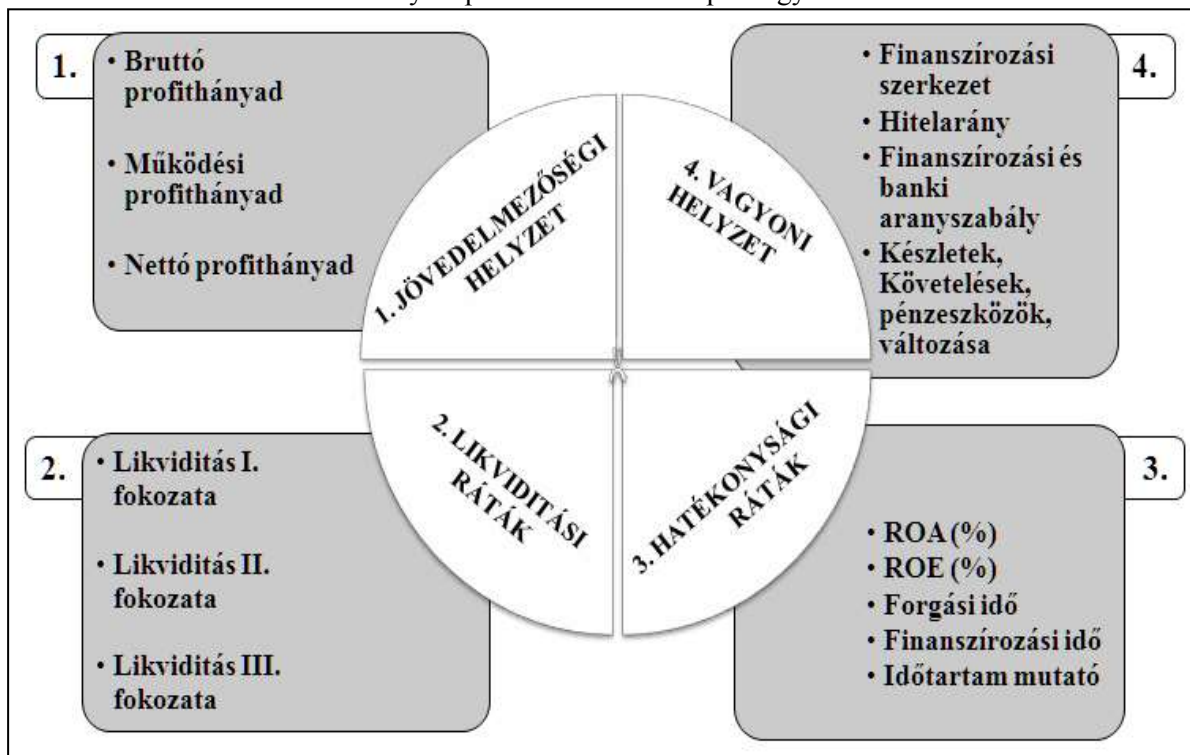 1.
• Bruttó
profithányad
• Működési
profithányad
• Nettó profithányad
1. JÖVEDELMEZŐSÉGI
HELYZET
4. VAGYONI
HELYZET
4.
• Finanszírozási
szerkezet
• Hitelarány
• Finanszírozási és
banki
aranyszabály
• Készletek,
Követelések,
pénzeszközök,
változása
2.
• Likviditás I.
fokozata
• Likviditás II.
fokozata
• Likviditás III.
fokozata
2. LIKVIDITÁSI
RÁTÁK
3. HATÉKONYSÁGI
RÁTÁK
3.
• ROA (%)
• ROE (%)
• Forgási idő
• Finanszírozási idő
• Időtartam mutató